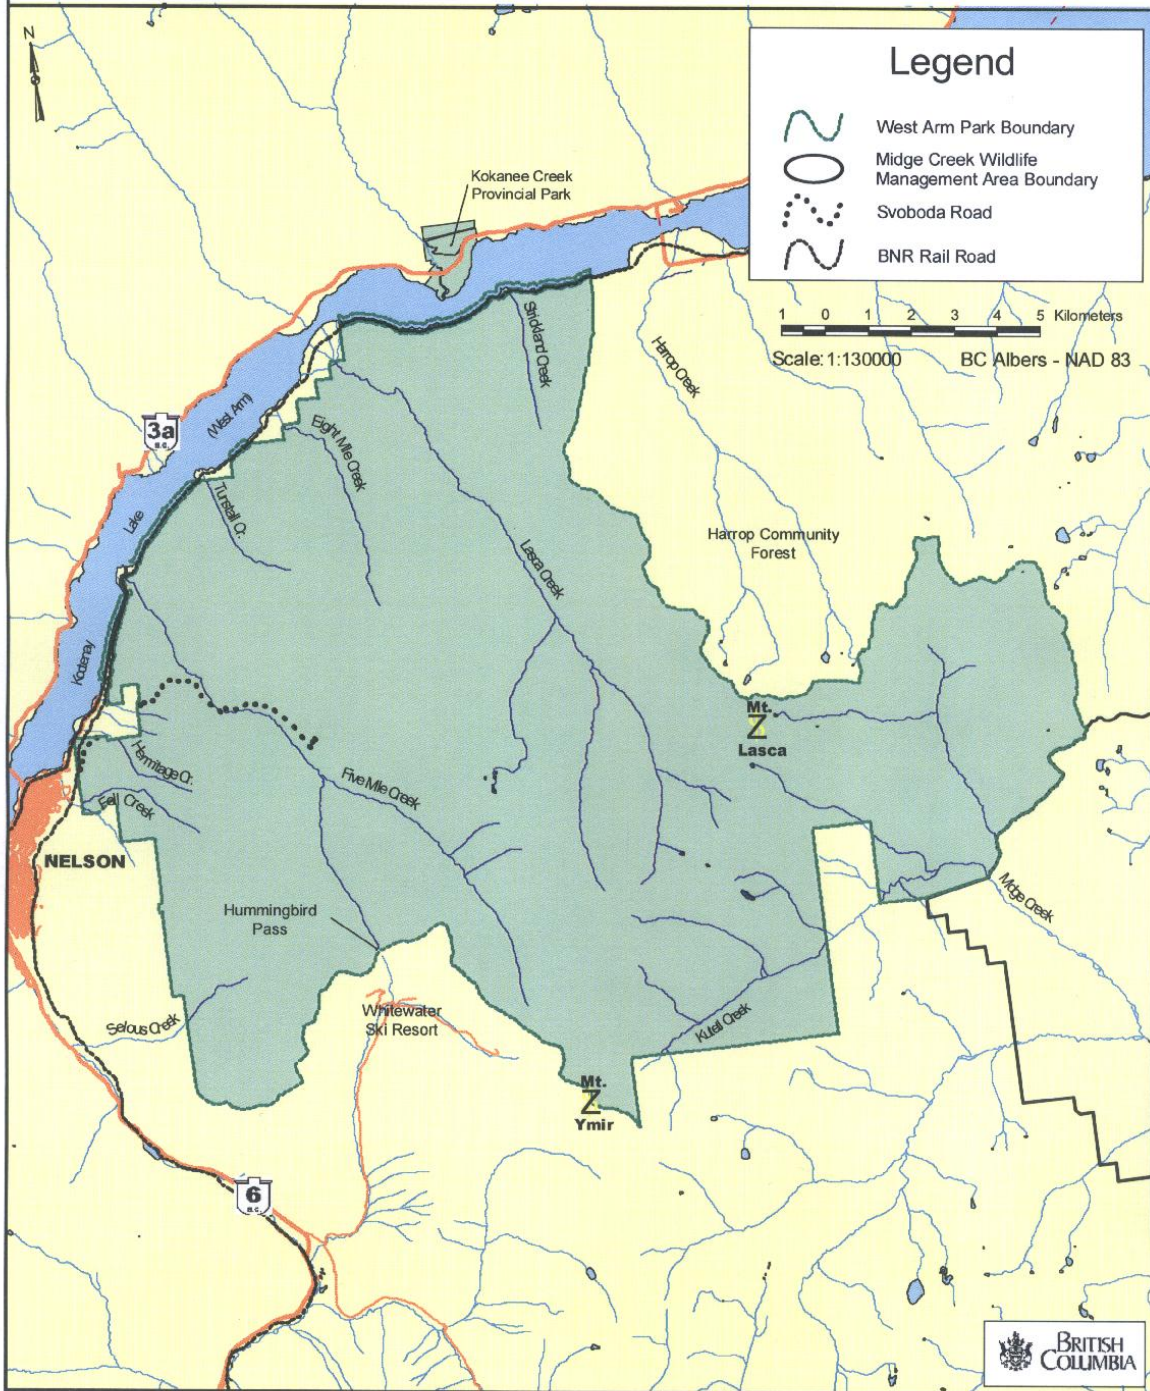 N
Legend
West Arm Park Boundary
Midge Creek Wildlife
Management Area Boundary
Svoboda Road
BNR Rail Road
1 0 1 2 3 4 5 Kilometers
Scale: 1:130000 BC Albers - NAD 83
Kokanee Creek
Provincial Park
Strickland Creek
Harrop Creek
3a
B.C.
(West Arm)
Eight Mile Creek
Tunstall Cr.
Lake
Lasca Creek
Harrop Community
Forest
Kootenay
Mt.
Lasca
Hermitage Cr.
Five Mile Creek
Fell Creek
NELSON
Midge Creek
Hummingbird
Pass
Whitewater
Ski Resort
Selous Creek
Kutetl Creek
Mt.
Ymir
6
B.C.
BRITISH
COLUMBIA